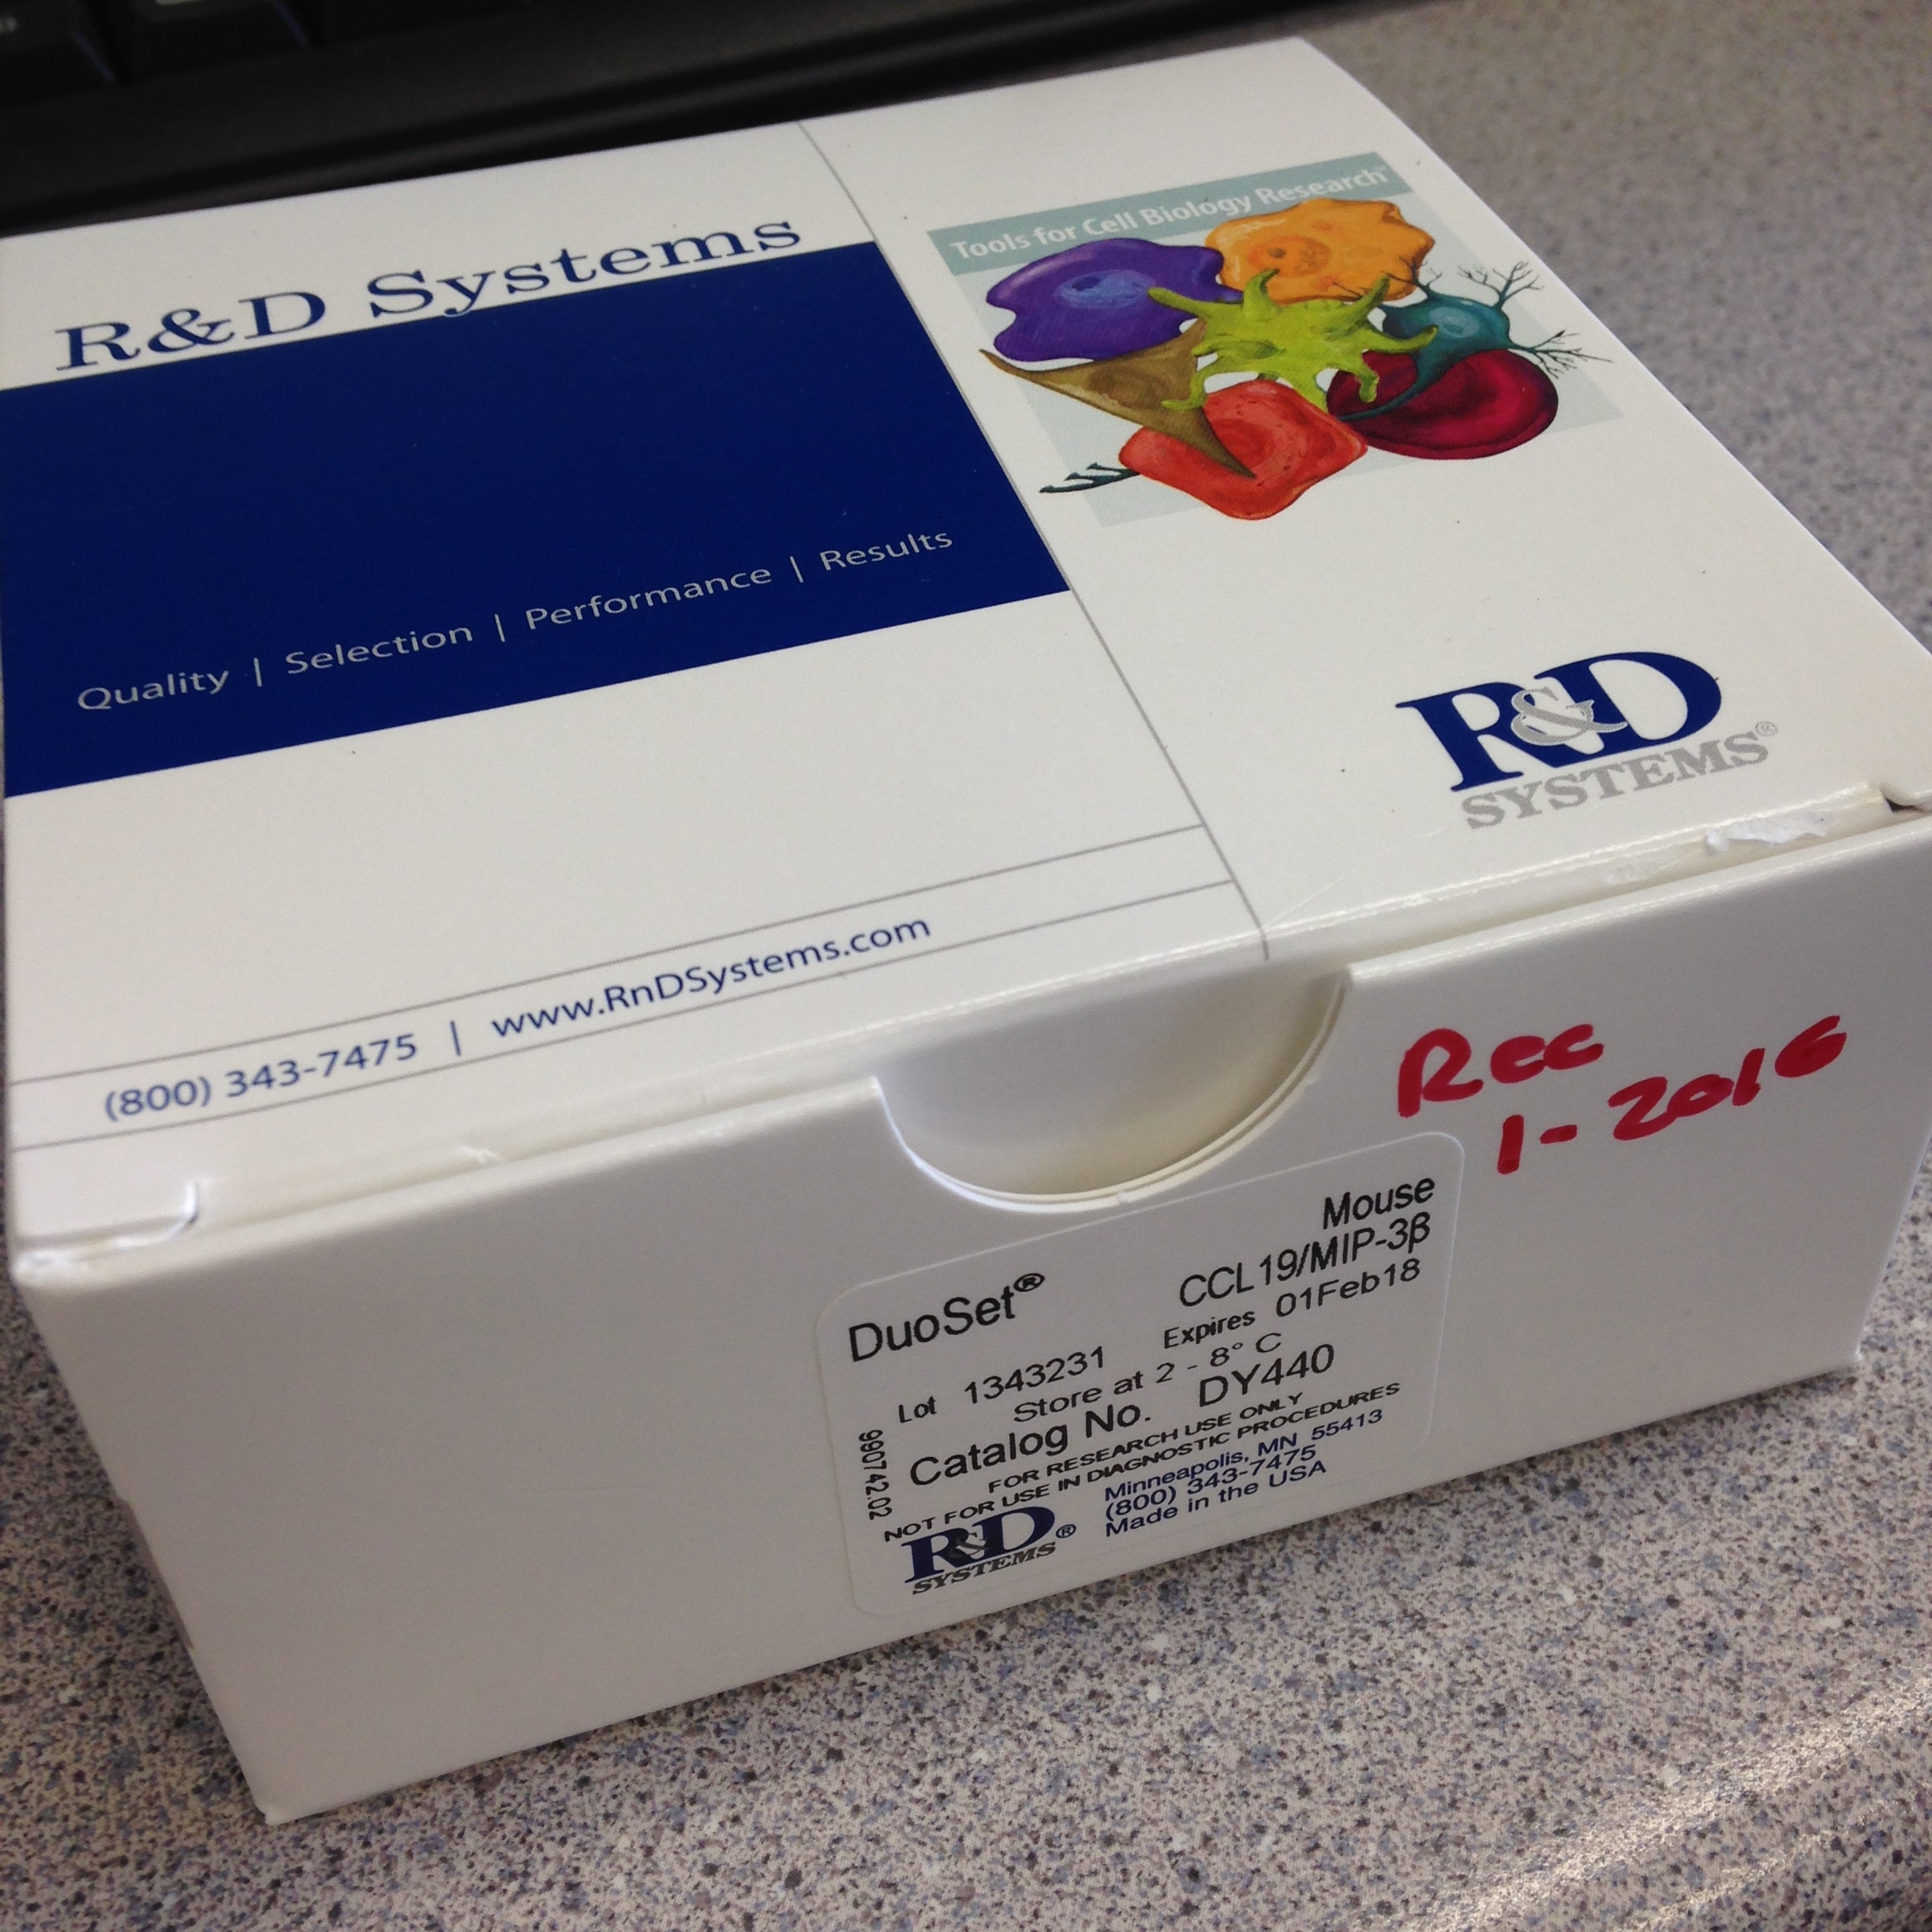 R&D Systems
Tools for Cell Biology Research
Quality | Selection | Performance | Results
R&D
SYSTEMS®
(800) 343-7475 | www.RnDSystems.com
Rec
1-2016
DuoSet®
Mouse
CCL19/MIP-3β
Lot 1343231 Expires 01Feb18
Store at 2 - 8° C
Catalog No. DY440
FOR RESEARCH USE ONLY
NOT FOR USE IN DIAGNOSTIC PROCEDURES
990742.02
R&D
SYSTEMS®
Minneapolis, MN 55413
(800) 343-7475
Made in the USA